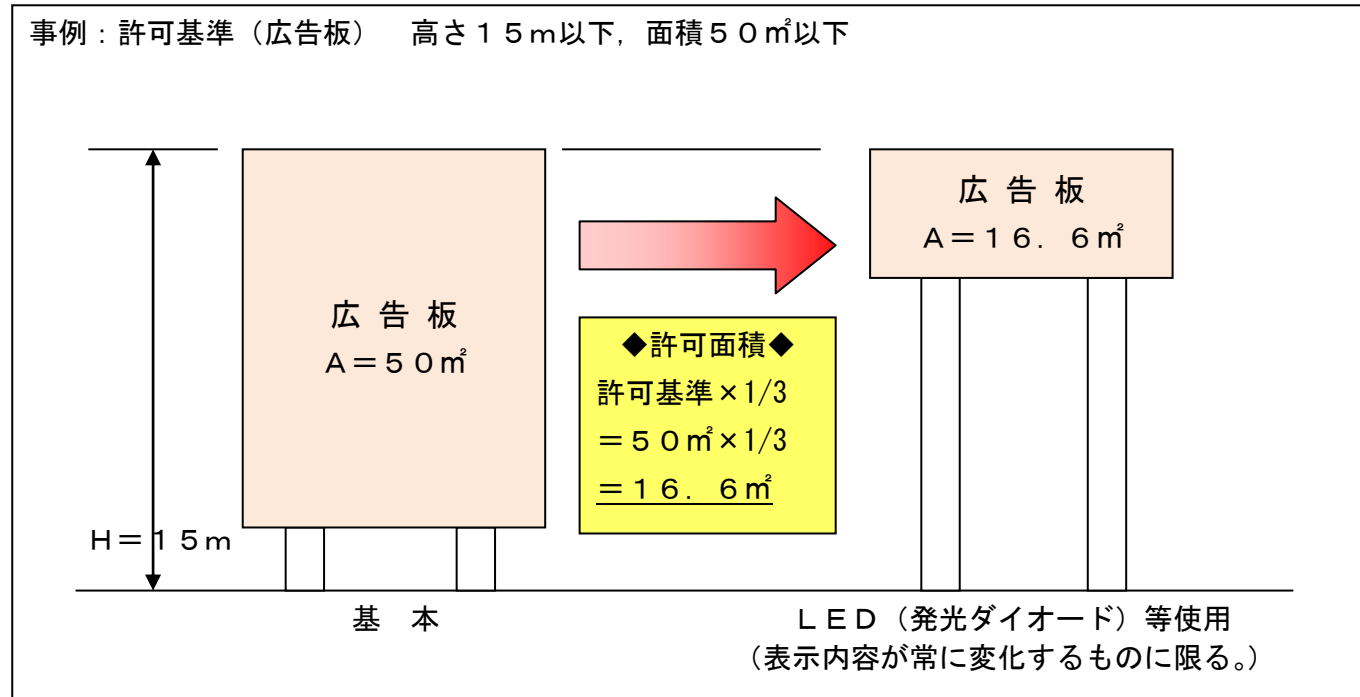 事例：許可基準（広告板）　高さ１５ｍ以下，面積５０㎡以下
広 告 板
Ａ＝５０㎡
◆許可面積◆
許可基準×1/3
＝５０㎡×1/3
＝１６．６㎡
広 告 板
Ａ＝１６．６㎡
Ｈ＝１５ｍ
基　本
ＬＥＤ（発光ダイオード）等使用
（表示内容が常に変化するものに限る。）